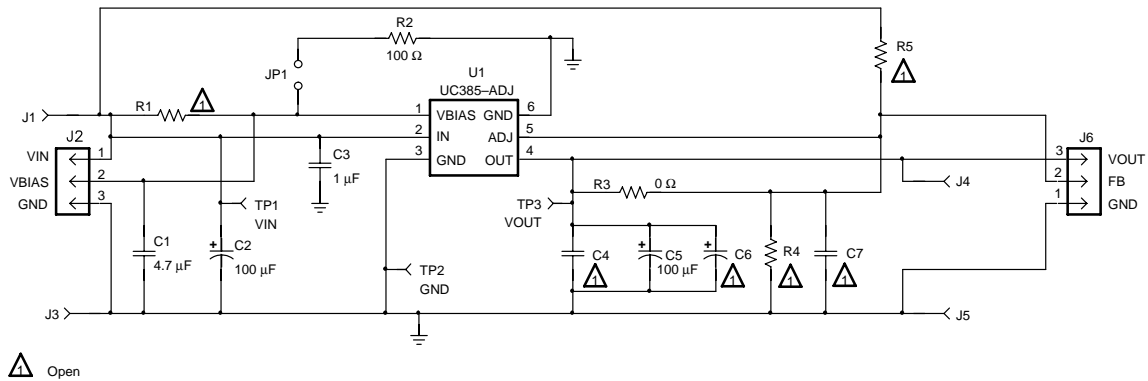 R2
100 Ω
R5
1
JP1
U1
UC385–ADJ
R1
1
J1
1 VBIAS GND 6
2 IN ADJ 5
3 GND OUT 4
J2
VIN 1
VBIAS 2
GND 3
C3
1 µF
J6
3 VOUT
2 FB
1 GND
R3 0 Ω
J4
TP1
VIN
TP3
VOUT
C1
4.7 µF
+ C2
100 µF
C4
1
+ C5
100 µF
+ C6
1
R4
1
C7
1
TP2
GND
J3
J5
1 Open